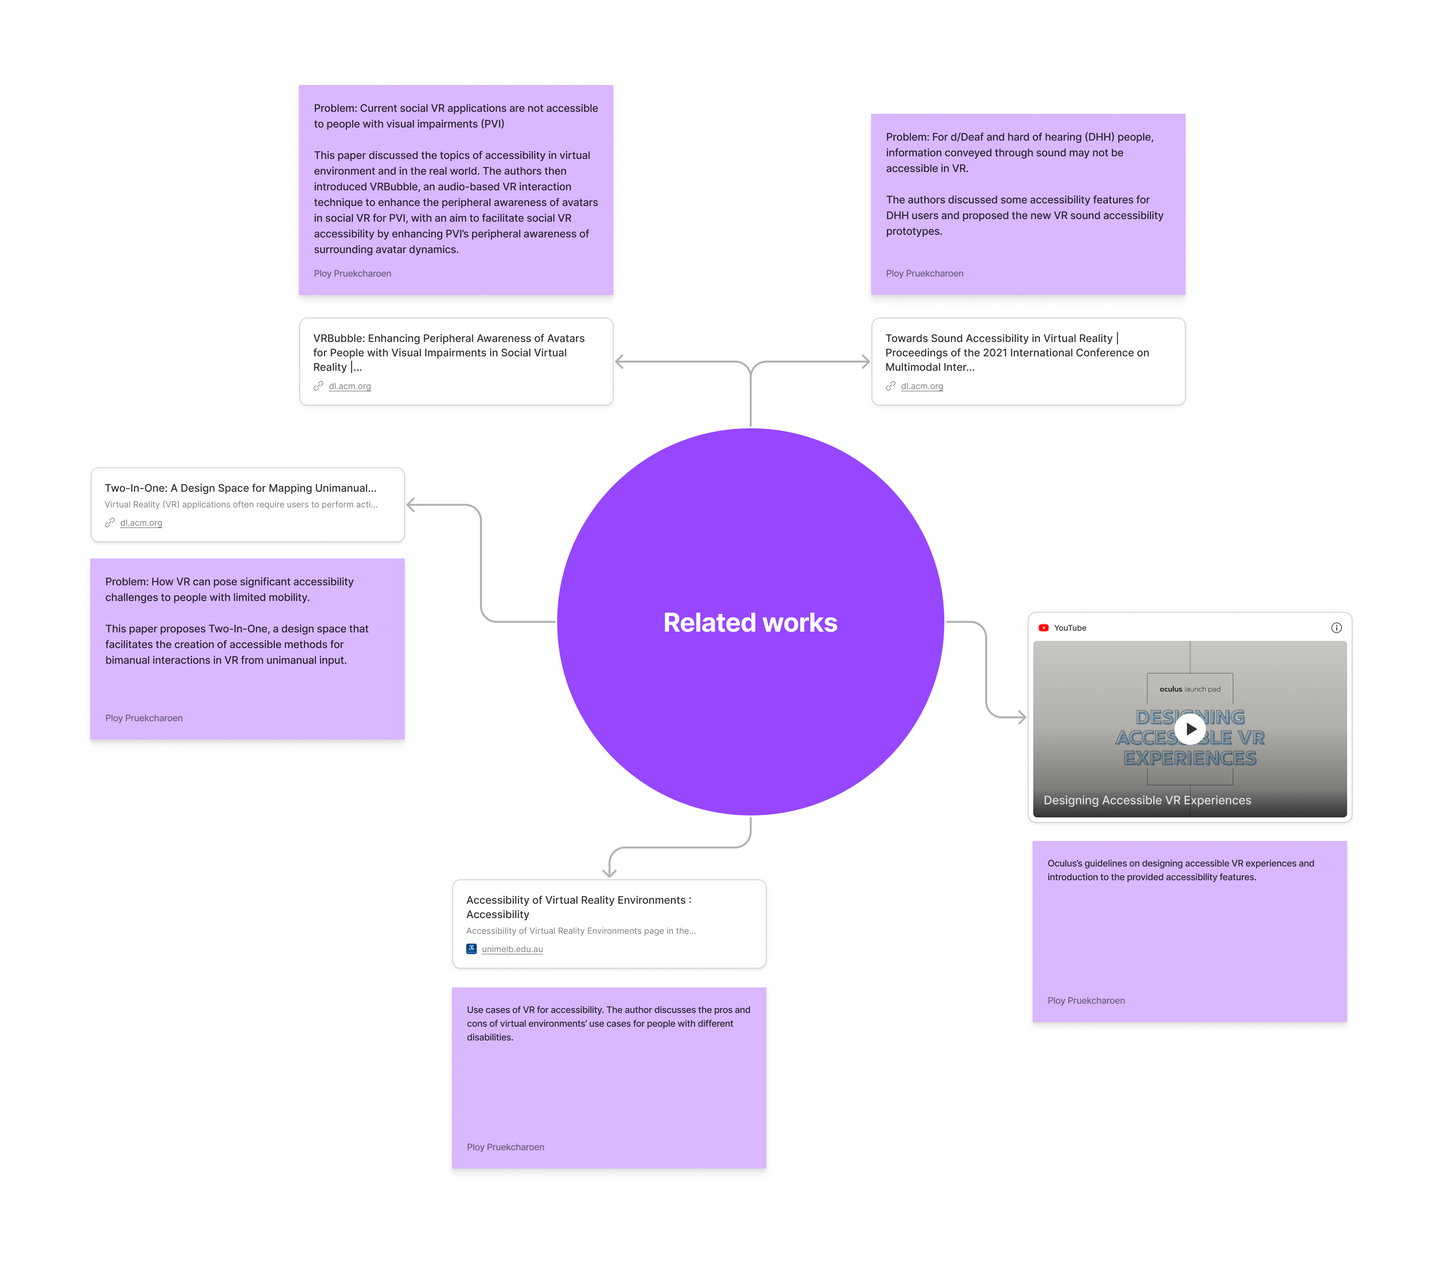 Problem: Current social VR applications are not accessible
to people with visual impairments (PVI)
This paper discussed the topics of accessibility in virtual
environment and in the real world. The authors then
introduced VRBubble, an audio-based VR interaction
technique to enhance the peripheral awareness of avatars
in social VR for PVI, with an aim to facilitate social VR
accessibility by enhancing PVI's peripheral awareness of
surrounding avatar dynamics.
Ploy Pruekcharoen
VRBubble: Enhancing Peripheral Awareness of Avatars
for People with Visual Impairments in Social Virtual
Reality |...
dl.acm.org
Problem: For d/Deaf and hard of hearing (DHH) people,
information conveyed through sound may not be
accessible in VR.
The authors discussed some accessibility features for
DHH users and proposed the new VR sound accessibility
prototypes.
Ploy Pruekcharoen
Towards Sound Accessibility in Virtual Reality |
Proceedings of the 2021 International Conference on
Multimodal Inter...
dl.acm.org
Two-In-One: A Design Space for Mapping Unimanual...
Virtual Reality (VR) applications often require users to perform acti...
dl.acm.org
Problem: How VR can pose significant accessibility
challenges to people with limited mobility.
This paper proposes Two-In-One, a design space that
facilitates the creation of accessible methods for
bimanual interactions in VR from unimanual input.
Ploy Pruekcharoen
Related works
YouTube
oculus launch pad
DESIGNING
ACCESSIBLE VR
EXPERIENCES
Designing Accessible VR Experiences
Oculus's guidelines on designing accessible VR experiences and
introduction to the provided accessibility features.
Ploy Pruekcharoen
Accessibility of Virtual Reality Environments :
Accessibility
Accessibility of Virtual Reality Environments page in the...
unimelb.edu.au
Use cases of VR for accessibility. The author discusses the pros and
cons of virtual environments' use cases for people with different
disabilities.
Ploy Pruekcharoen